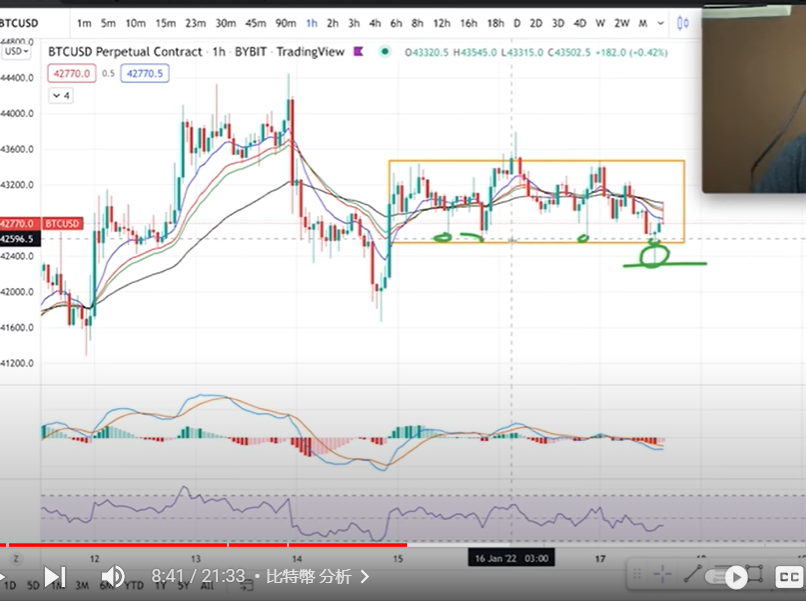 BTCUSD 1m 5m 10m 15m 23m 30m 45m 90m 1h 2h 3h 4h 6h 8h 12h 16h 18h D 2D 3D 4D W 2W M
44800.0
USD
BTCUSD Perpetual Contract · 1h · BYBIT · TradingView O43320.5 H43545.0 L43315.0 C43502.5 +182.0 (+0.42%)
42770.0 0.5 42770.5
44400.0
4
44000.0
43600.0
43200.0
42770.0 BTCUSD
42596.5
42400.0
42000.0
41600.0
41200.0
Z 12 13 14 15 16 Jan '22 03:00 17
8:41 / 21:33 • 比特幣 分析
CC
1D 5D 1M 3M 6M YTD 1Y 5Y All